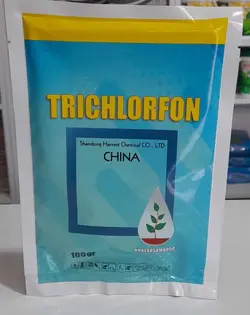 TRICHLORFON
Shandong Harvest Chemical CO., LTD
CHINA
100gr